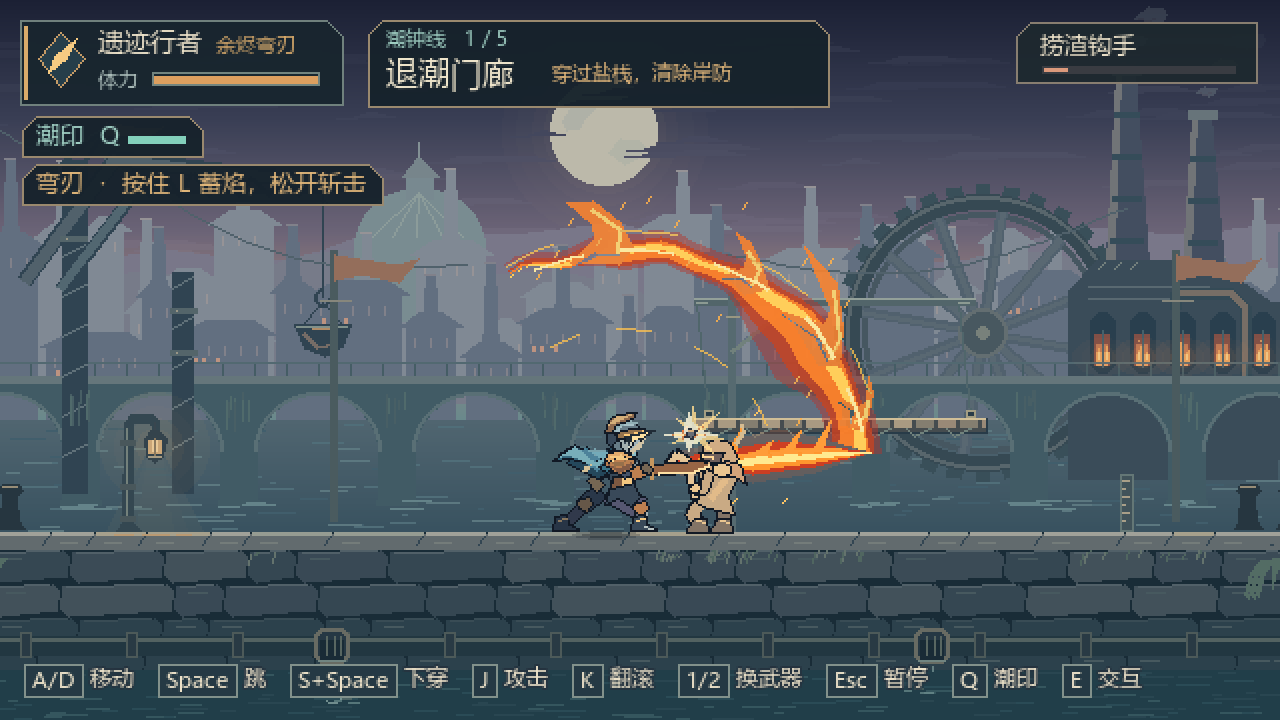 遗迹行者 余烬弯刃
体力
潮钟线 1 / 5
退潮门廊 穿过盐栈，清除岸防
捞渣钩手
潮印 Q
弯刃 · 按住 L 蓄焰，松开斩击
A/D 移动 Space 跳 S+Space 下穿 J 攻击 K 翻滚 1/2 换武器 Esc 暂停 Q 潮印 E 交互